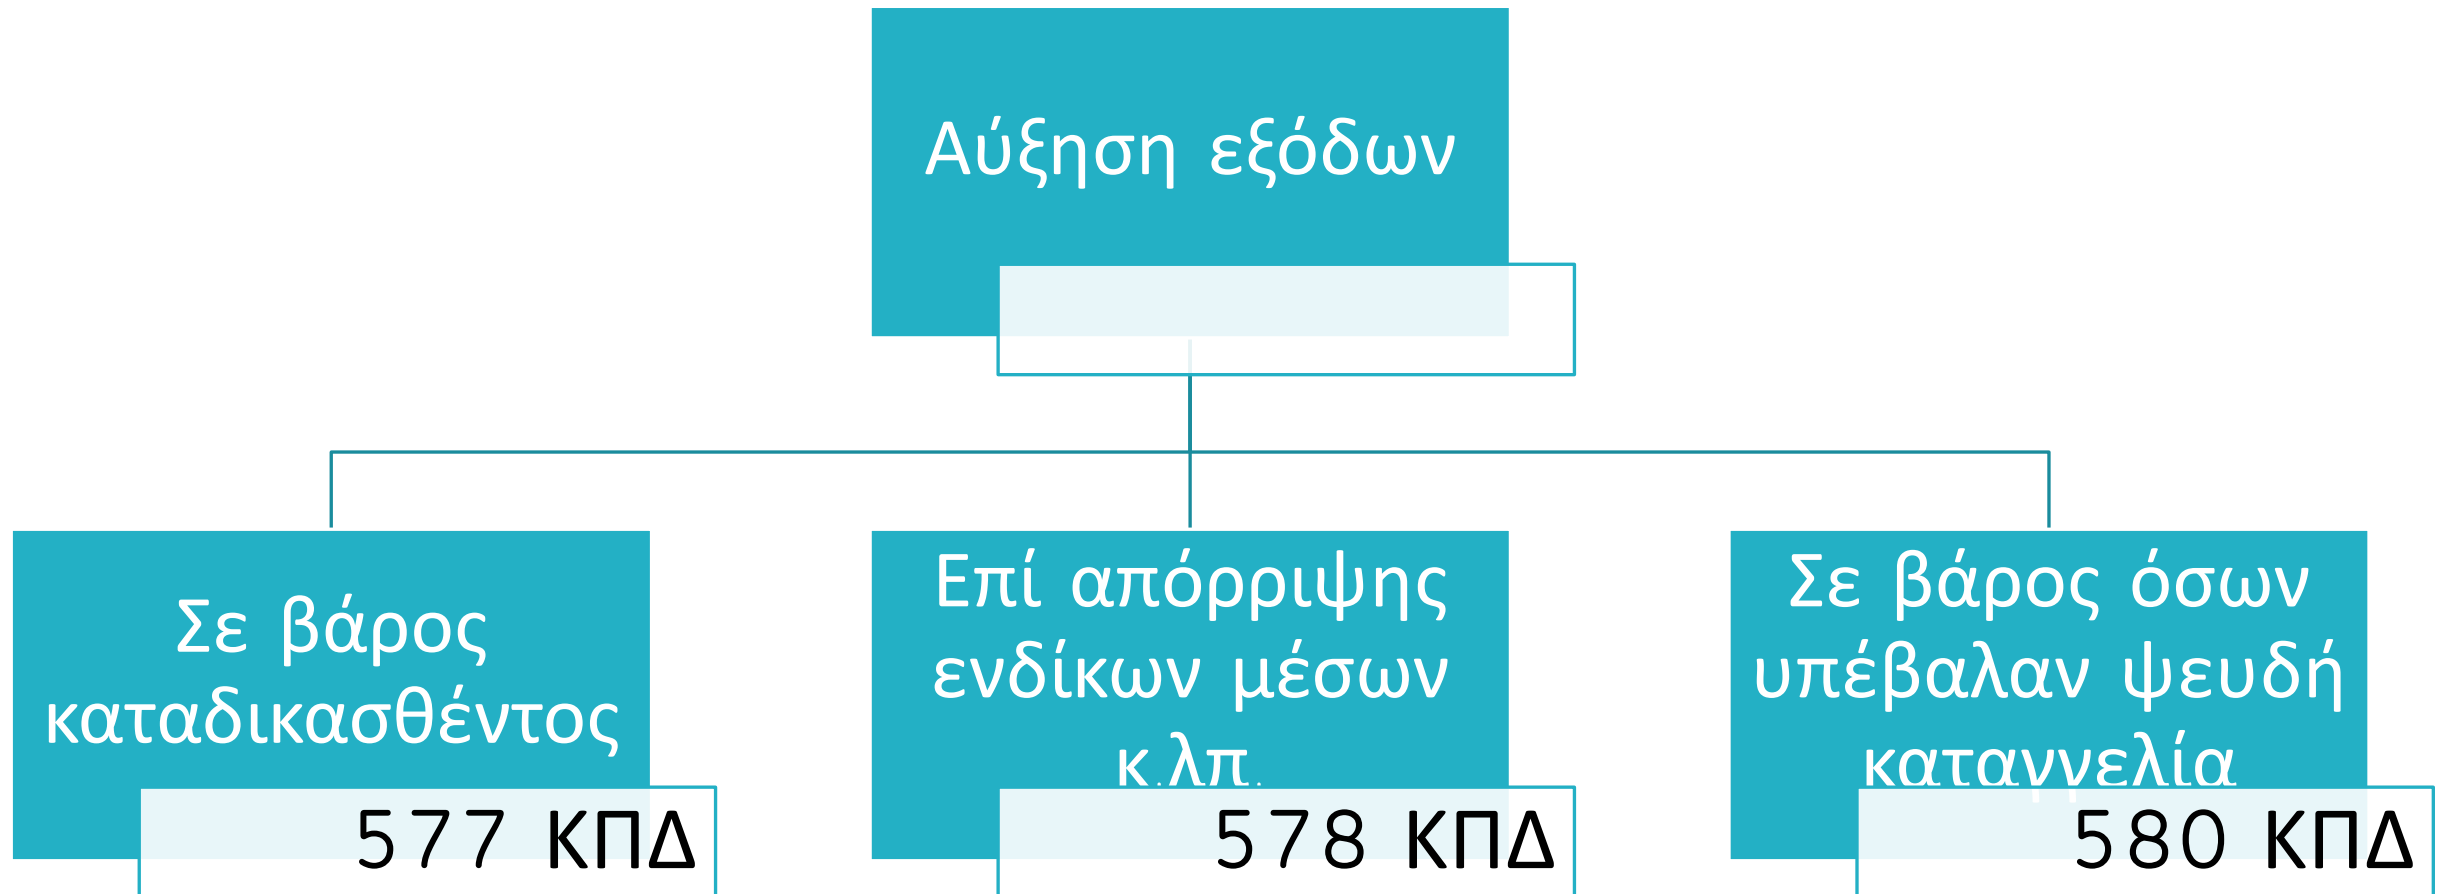 Αύξηση εξόδων
Σε βάρος
καταδικασθέντος
577 ΚΠΔ
Επί απόρριψης
ενδίκων μέσων
κ.λπ.
578 ΚΠΔ
Σε βάρος όσων
υπέβαλαν ψευδή
καταγγελία
580 ΚΠΔ